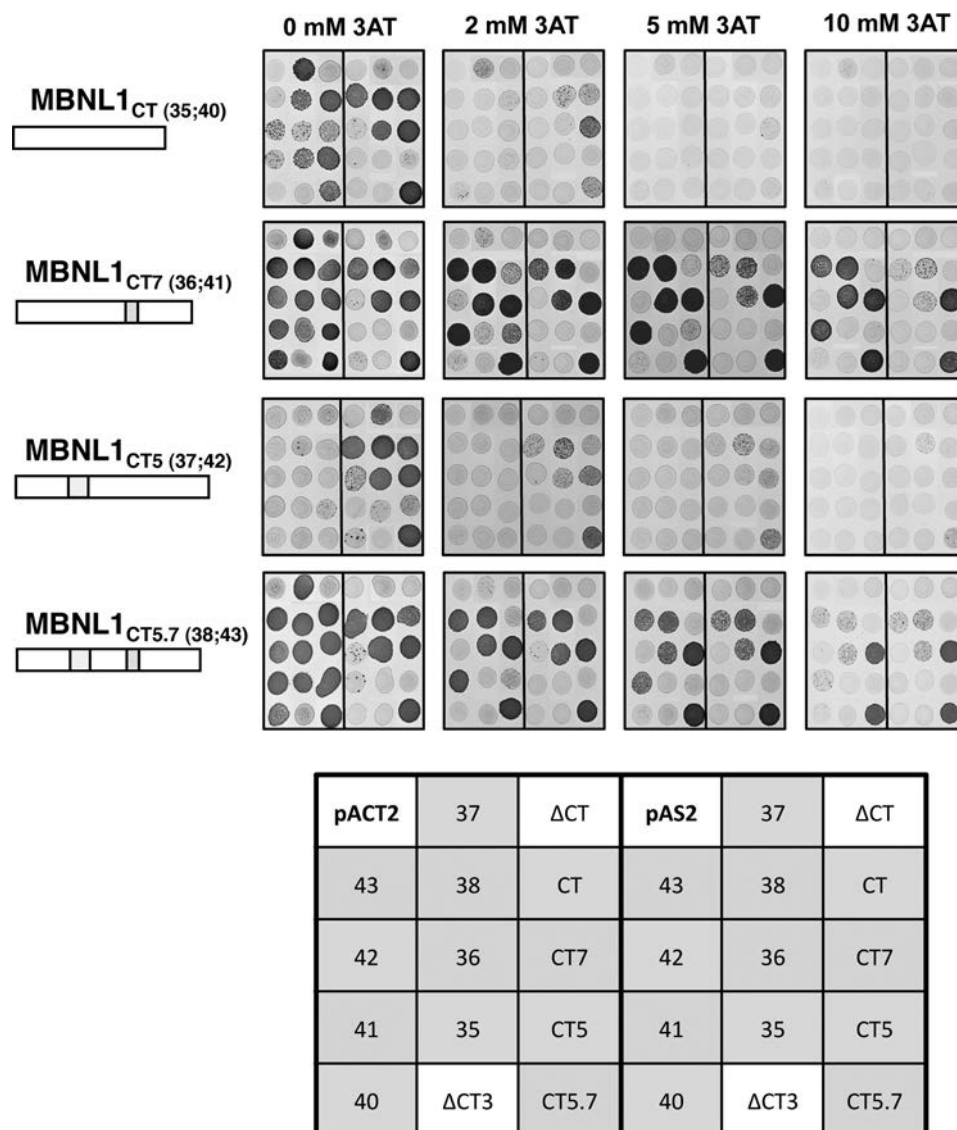 0 mM 3AT 2 mM 3AT 5 mM 3AT 10 mM 3AT
MBNL1CT (35;40)
MBNL1CT7 (36;41)
MBNL1CT5 (37;42)
MBNL1CT5.7 (38;43)
pACT2 37 ΔCT pAS2 37 ΔCT
43 38 CT 43 38 CT
42 36 CT7 42 36 CT7
41 35 CT5 41 35 CT5
40 ΔCT3 CT5.7 40 ΔCT3 CT5.7